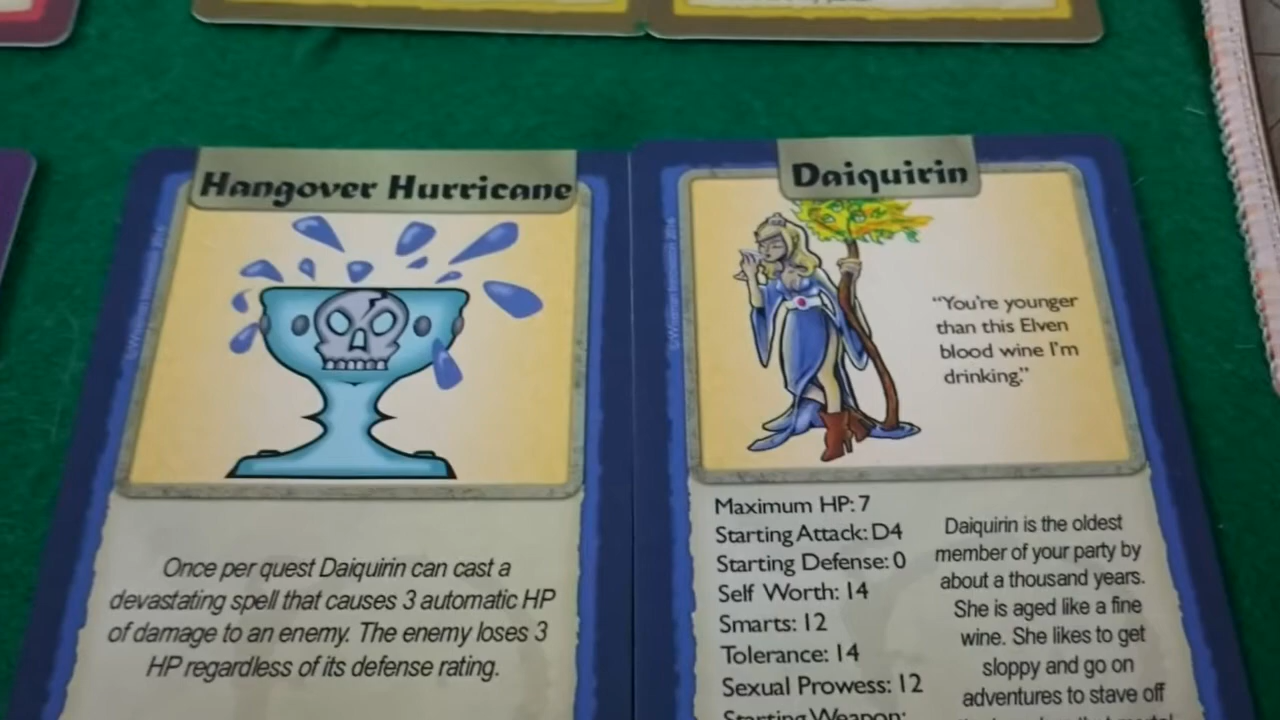 Hangover Hurricane
Once per quest Daiquirin can cast a
devastating spell that causes 3 automatic HP
of damage to an enemy. The enemy loses 3
HP regardless of its defense rating.
Daiquirin
“You're younger
than this Elven
blood wine I'm
drinking.”
Maximum HP: 7
Starting Attack: D4
Starting Defense: 0
Self Worth: 14
Smarts: 12
Tolerance: 14
Sexual Prowess: 12
Starting Weapon:
Daiquirin is the oldest
member of your party by
about a thousand years.
She is aged like a fine
wine. She likes to get
sloppy and go on
adventures to stave off